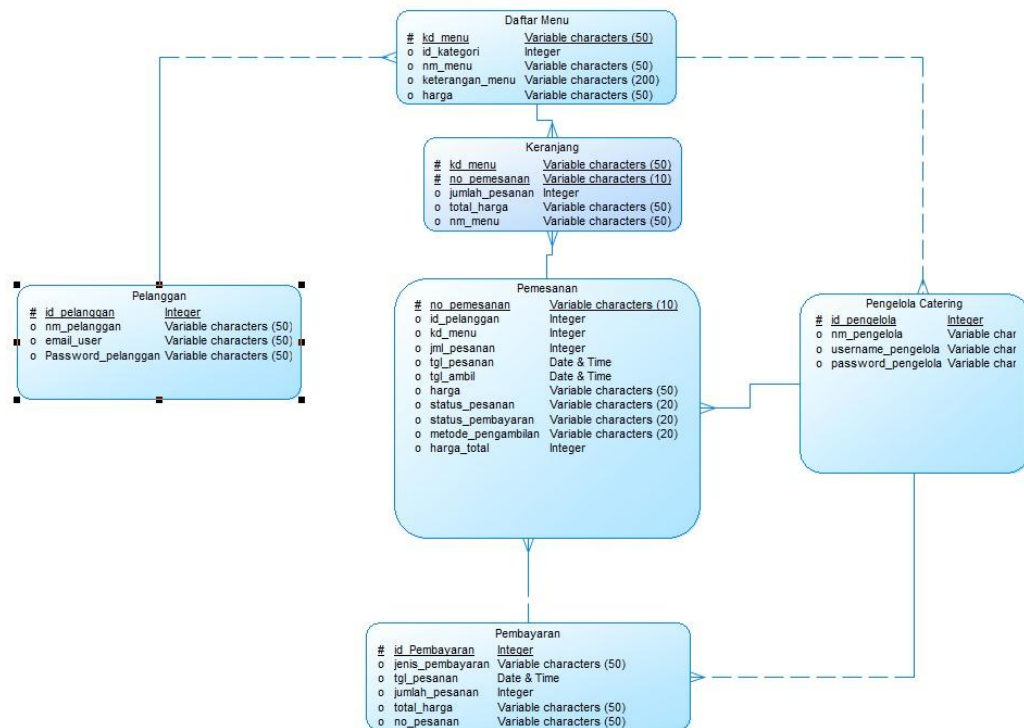 Daftar Menu
# kd_menu Variable characters (50)
o id_kategori Integer
o nm_menu Variable characters (50)
o keterangan_menu Variable characters (200)
o harga Variable characters (50)
Keranjang
# kd_menu Variable characters (50)
# no_pemesanan Variable characters (10)
o jumlah_pesanan Integer
o total_harga Variable characters (50)
o nm_menu Variable characters (50)
Pelanggan
# id_pelanggan Integer
o nm_pelanggan Variable characters (50)
o email_user Variable characters (50)
o Password_pelanggan Variable characters (50)
Pemesanan
# no_pemesanan Variable characters (10)
o id_pelanggan Integer
o kd_menu Integer
o jml_pesanan Integer
o tgl_pesanan Date & Time
o tgl_ambil Date & Time
o harga Variable characters (50)
o status_pesanan Variable characters (20)
o status_pembayaran Variable characters (20)
o metode_pengambilan Variable characters (20)
o harga_total Integer
Pengelola Catering
# id_pengelola Integer
o nm_pengelola Variable char
o username_pengelola Variable char
o password_pengelola Variable char
Pembayaran
# id_Pembayaran Integer
o jenis_pembayaran Variable characters (50)
o tgl_pesanan Date & Time
o jumlah_pesanan Integer
o total_harga Variable characters (50)
o no_pesanan Variable characters (50)